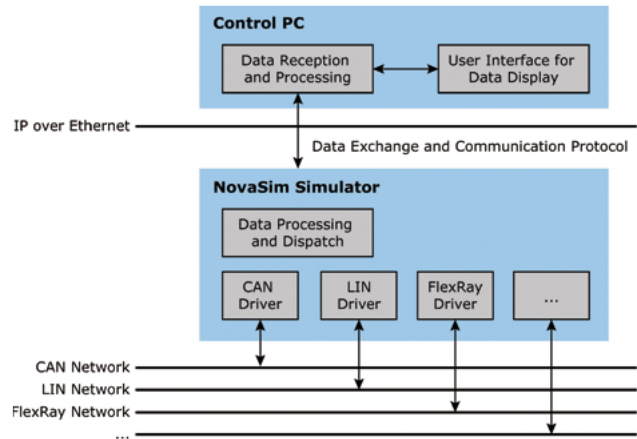 Control PC
Data Reception
and Processing
User Interface for
Data Display
IP over Ethernet
Data Exchange and Communication Protocol
NovaSim Simulator
Data Processing
and Dispatch
CAN
Driver
LIN
Driver
FlexRay
Driver
...
CAN Network
LIN Network
FlexRay Network
...